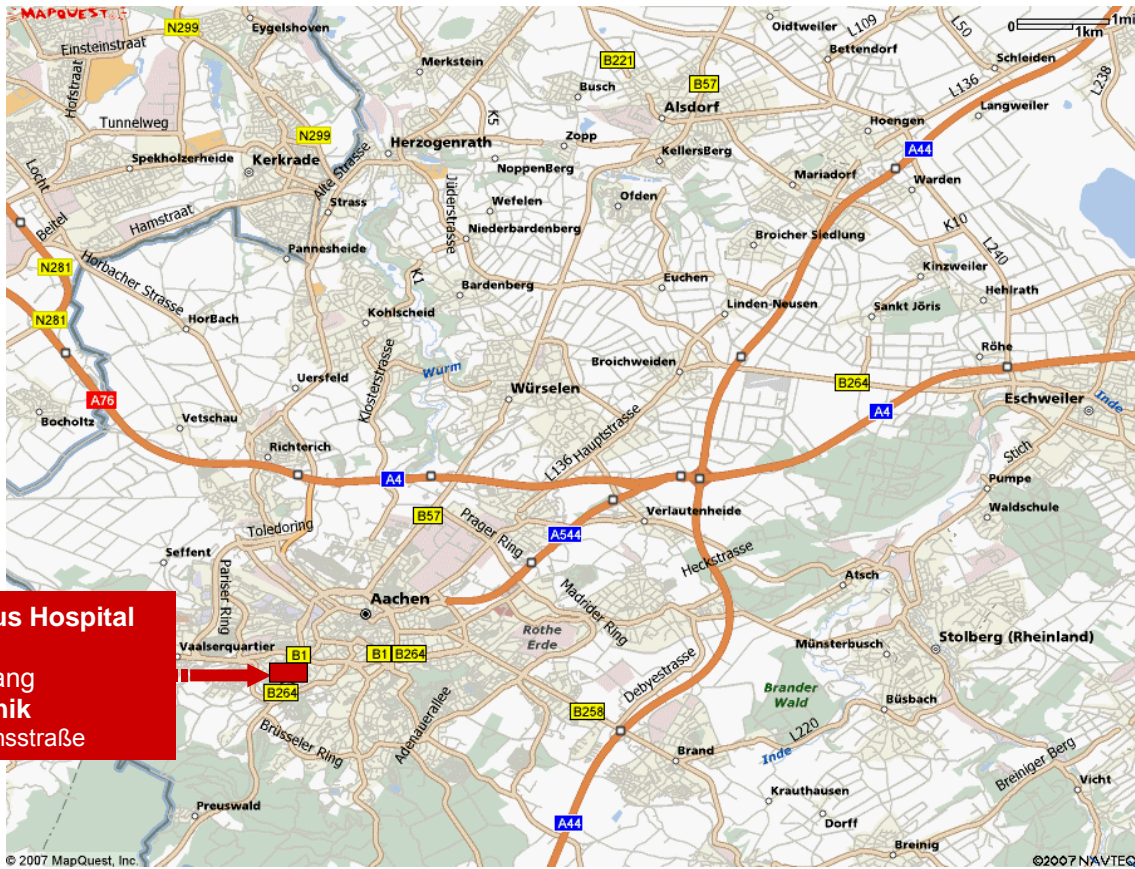 MAPQUEST
N299
Eygelshoven
Oidtweiler
L109
L50
0
1mi
1km
Einsteinstraat
Merkstein
B221
Bettendorf
Schleiden
Hofstraat
Busch
B57
L136
L238
Alsdorf
Langweiler
Tunnelweg
K5
Hoengen
N299
Herzogenrath
Zopp
A44
Spekholzerheide
Kerkrade
NoppenBerg
KellersBerg
Locht
Alte Strasse
Jüderstrasse
Mariadorf
Warden
Strass
Wefelen
Ofden
Beitel
Hamstraat
Niederbardenberg
Broicher Siedlung
K10
Pannesheide
L240
N281
Horbacher Strasse
K1
Kinzweiler
Bardenberg
Euchen
Hehlrath
Linden-Neusen
Sankt Jöris
N281
HorBach
Kohlscheid
Röhe
Klosterstrasse
Wurm
Broichweiden
B264
Uersfeld
Würselen
Eschweiler
Inde
A76
Bocholtz
Vetschau
A4
Richterich
L136
Hauptstrasse
Stich
A4
Pumpe
B57
Prager Ring
Verlautenheide
Waldschule
Toledoring
A544
Seffent
Heckstrasse
Pariser Ring
Madrider Ring
Atsch
Aachen
us Hospital
Rothe
Erde
Stolberg (Rheinland)
Vaalserquartier
B1
B1
B264
Münsterbusch
ang
Debyestrasse
B264
Brander
Wald
nik
Büsbach
B258
Adenauerallee
msstraße
Brüsseler Ring
L220
Brand
Inde
Breiniger Berg
Krauthausen
Vicht
Preuswald
A44
Dorff
Breinig
© 2007 MapQuest, Inc.
©2007 NAVTEQ